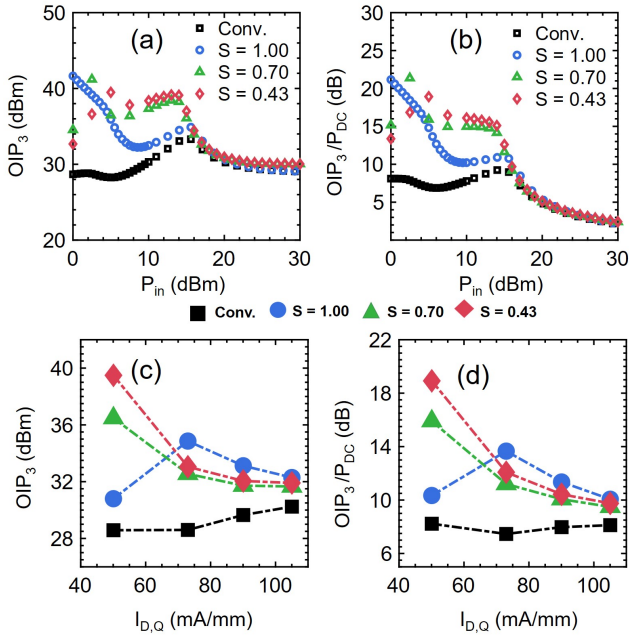 (a)
Conv.
S = 1.00
S = 0.70
S = 0.43
50
40
30
20
OIP3 (dBm)
0
10
20
30
Pin (dBm)
(b)
Conv.
S = 1.00
S = 0.70
S = 0.43
30
25
20
15
10
5
OIP3 /PDC (dB)
0
10
20
30
Pin (dBm)
Conv. S = 1.00 S = 0.70 S = 0.43
(c)
40
36
32
28
OIP3 (dBm)
40
60
80
100
ID,Q (mA/mm)
(d)
22
18
14
10
6
OIP3 /PDC (dB)
40
60
80
100
ID,Q (mA/mm)